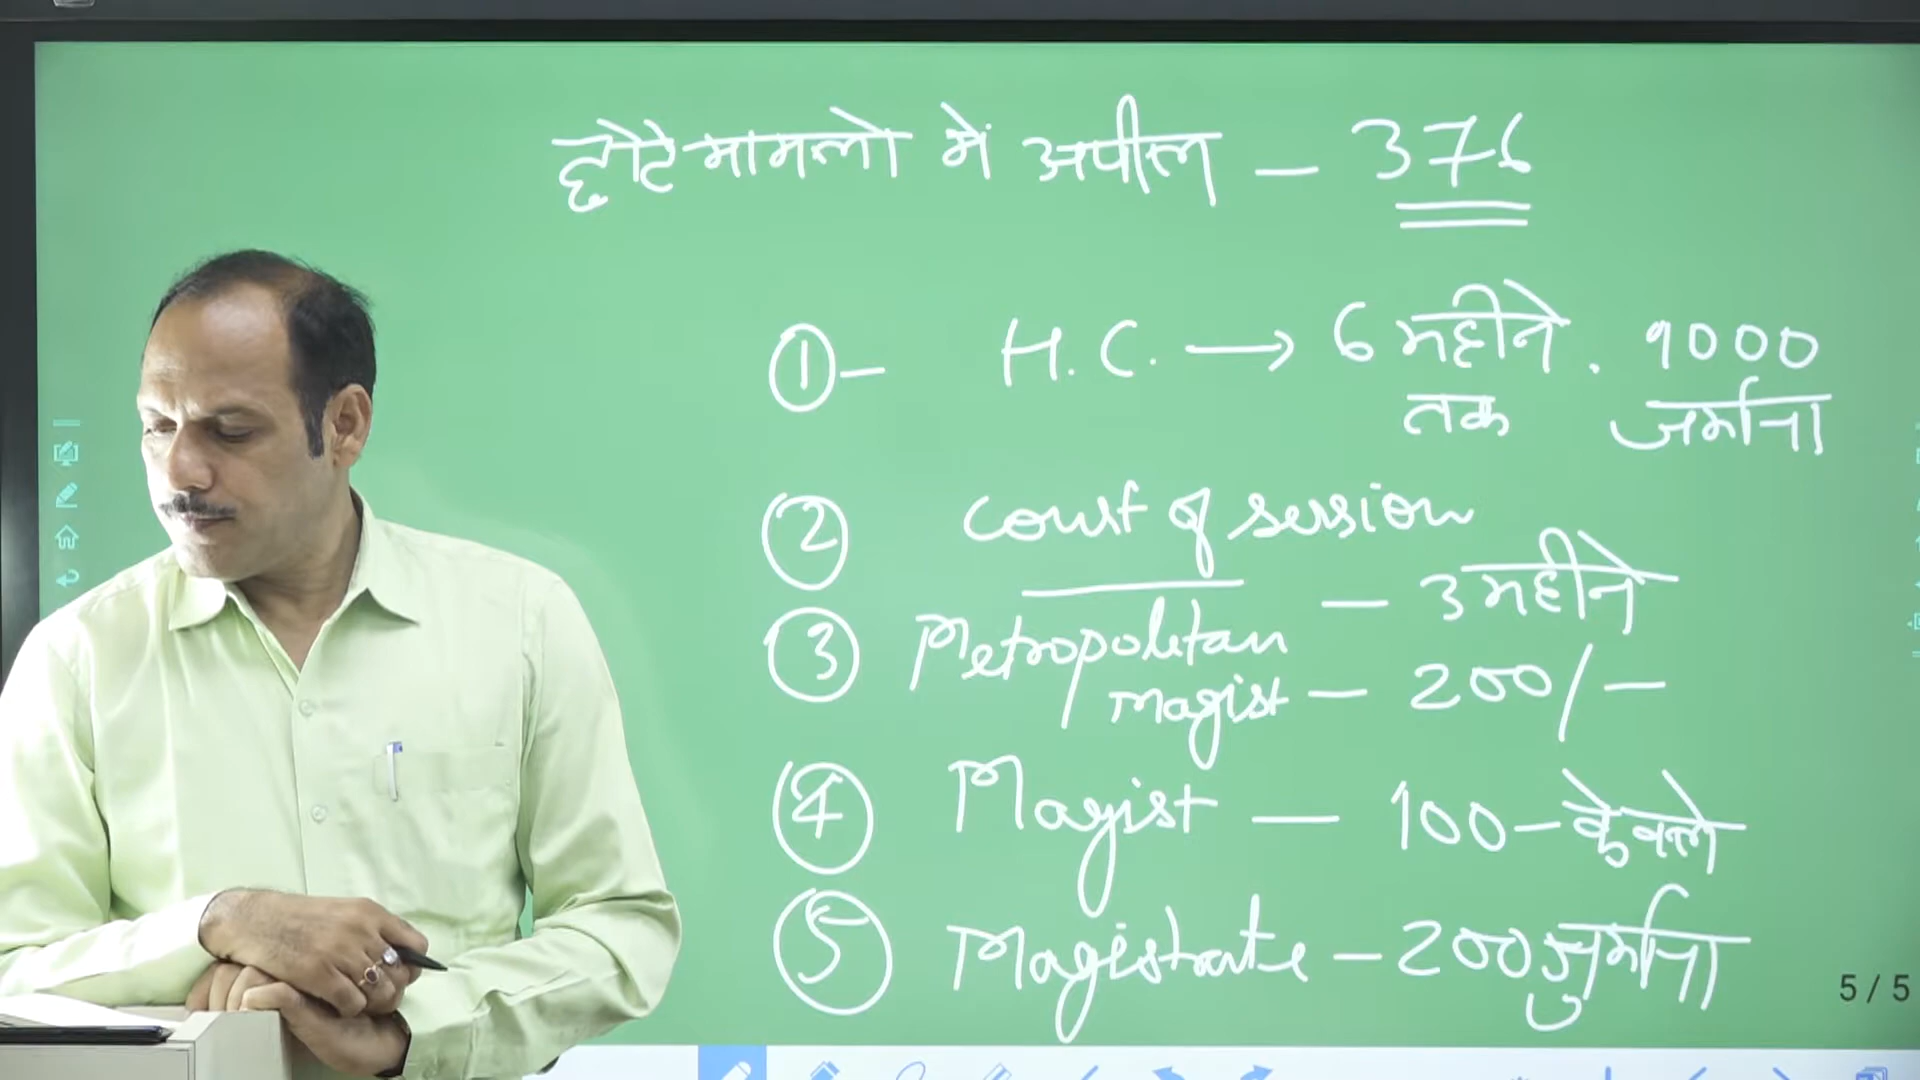 छोटे मामलो में अपील – 376
① – H.C. → 6 महीने . १000
तक जुर्माना
② Court of session
– 3 महीने
③ Metropolitan
magist – 200/–
④ Magist – 100 – केवल
⑤ Magistrate – 200 जुर्माना
5 / 5